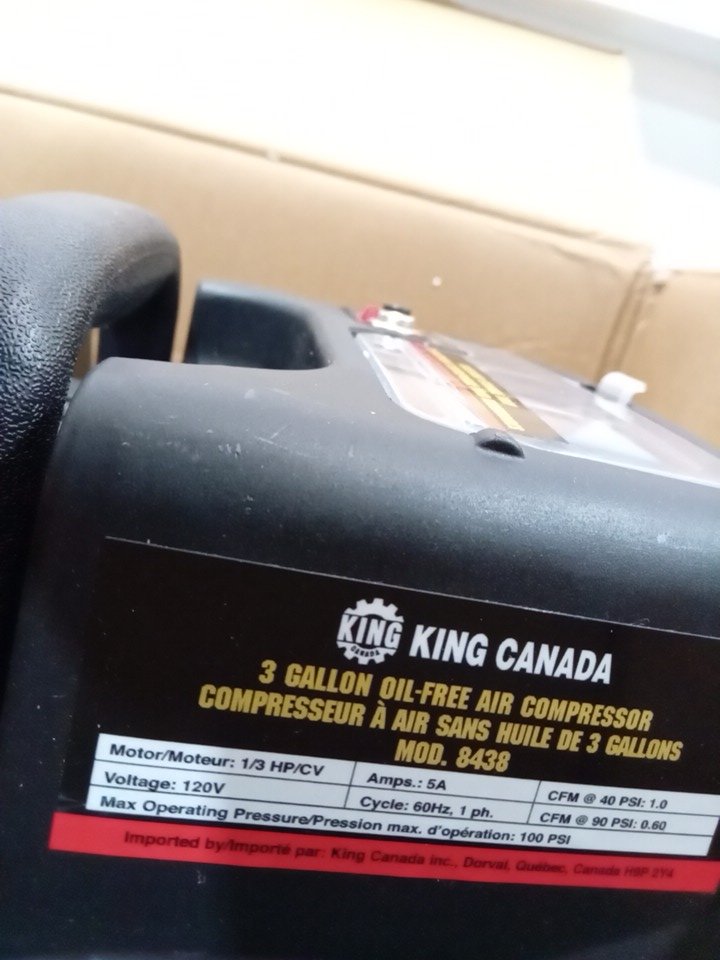 KING
CANADA
KING CANADA
3 GALLON OIL-FREE AIR COMPRESSOR
COMPRESSEUR À AIR SANS HUILE DE 3 GALLONS
MOD. 8438
Motor/Moteur: 1/3 HP/CV
Amps.: 5A
CFM @ 40 PSI: 1.0
Voltage: 120V
Cycle: 60Hz, 1 ph.
CFM @ 90 PSI: 0.60
Max Operating Pressure/Pression max. d'opération: 100 PSI
Imported by/Importé par: King Canada Inc., Dorval, Québec, Canada H9P 2Y4